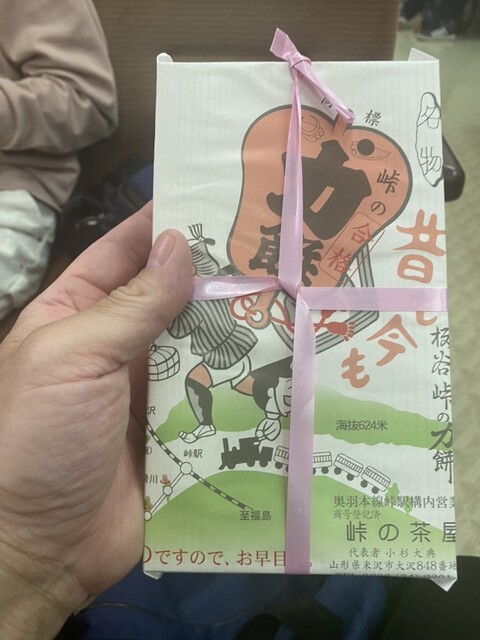 名物
商標
峠の
力餅
合格
昔も
今も
板谷峠の力餅
海抜624米
峠駅
至福島
奥羽本線峠駅構内営業
商号登記済
峠の茶屋
代表者 小杉大典
山形県米沢市大沢848番地
ですので、お早目